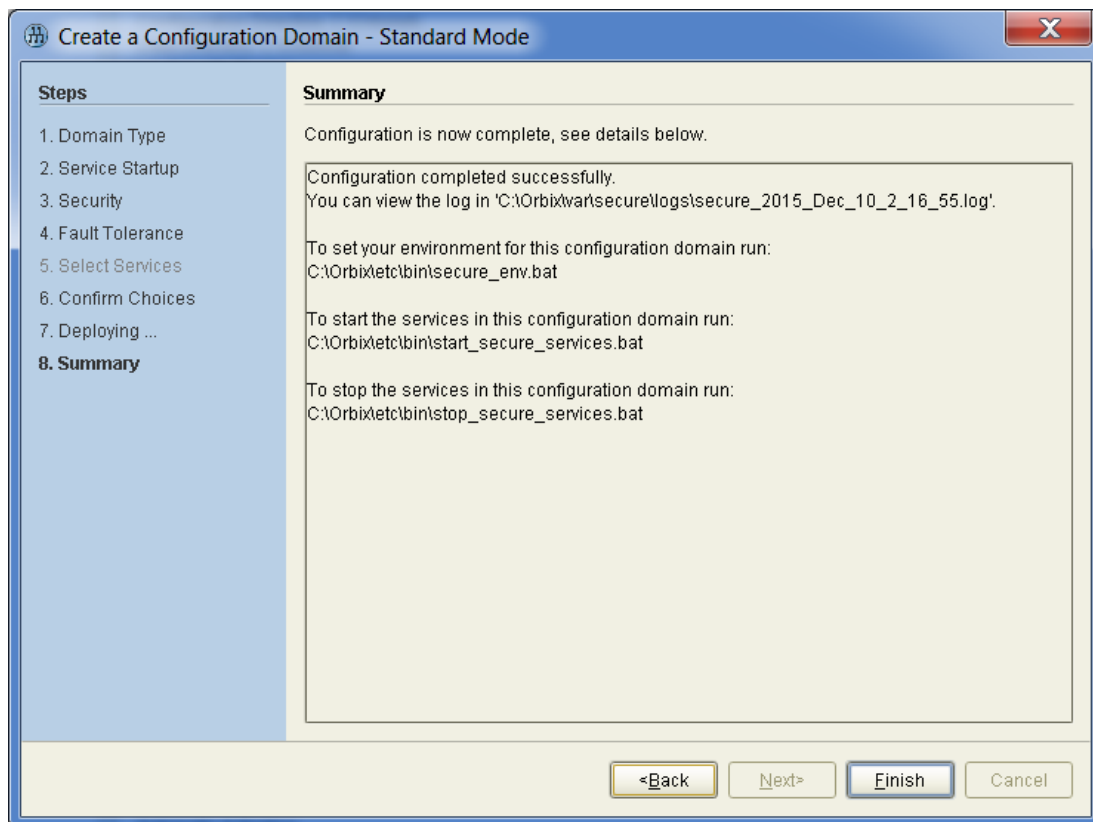 Create a Configuration Domain - Standard Mode
Steps
1. Domain Type
2. Service Startup
3. Security
4. Fault Tolerance
5. Select Services
6. Confirm Choices
7. Deploying ...
8. Summary
Summary
Configuration is now complete, see details below.
Configuration completed successfully.
You can view the log in 'C:\Orbix\var\secure\logs\secure_2015_Dec_10_2_16_55.log'.
To set your environment for this configuration domain run:
C:\Orbix\etc\bin\secure_env.bat
To start the services in this configuration domain run:
C:\Orbix\etc\bin\start_secure_services.bat
To stop the services in this configuration domain run:
C:\Orbix\etc\bin\stop_secure_services.bat
<Back
Next>
Finish
Cancel